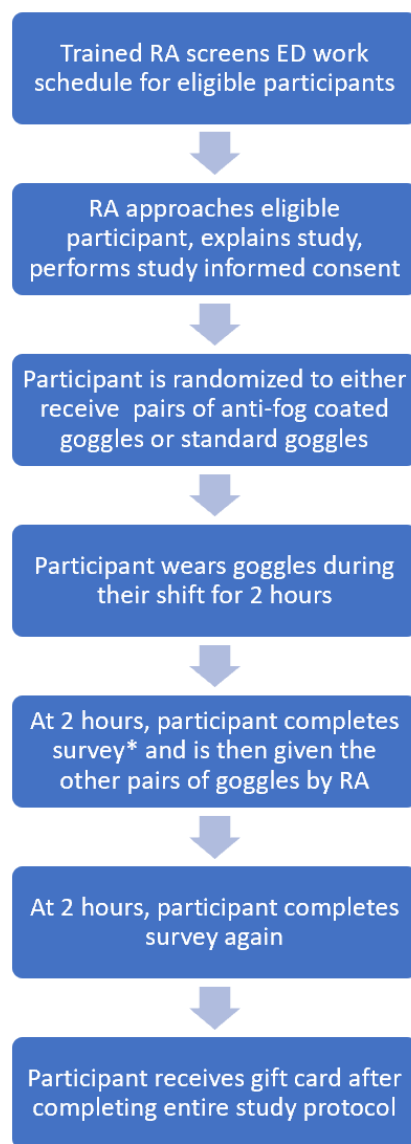 Trained RA screens ED work
schedule for eligible participants
RA approaches eligible
participant, explains study,
performs study informed consent
Participant is randomized to either
receive  pairs of anti-fog coated
goggles or standard goggles
Participant wears goggles during
their shift for 2 hours
At 2 hours, participant completes
survey* and is then given the
other pairs of goggles by RA
At 2 hours, participant completes
survey again
Participant receives gift card after
completing entire study protocol